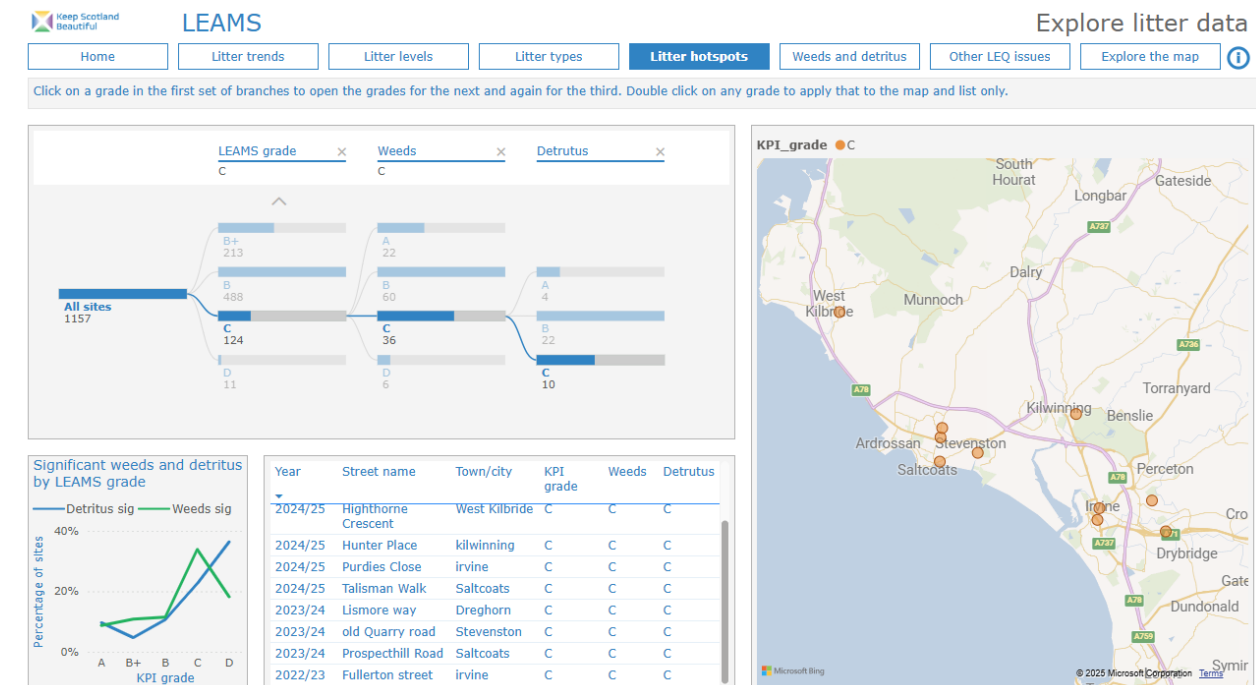 Keep Scotland
Beautiful
LEAMS
Explore litter data
Home
Litter trends
Litter levels
Litter types
Litter hotspots
Weeds and detritus
Other LEQ issues
Explore the map
Click on a grade in the first set of branches to open the grades for the next and again for the third. Double click on any grade to apply that to the map and list only.
LEAMS grade
C
Weeds
C
Detrutus
All sites
1157
B+
213
B
488
C
124
D
11
A
22
B
60
C
36
D
6
A
4
B
22
C
10
Significant weeds and detritus
by LEAMS grade
Detritus sig
Weeds sig
Percentage of sites
40%
20%
0%
A B+ B C D
KPI grade
Year Street name Town/city KPI grade Weeds Detrutus
2024/25 Highthorne Crescent West Kilbride C C C
2024/25 Hunter Place kilwinning C C C
2024/25 Purdies Close irvine C C C
2024/25 Talisman Walk Saltcoats C C C
2023/24 Lismore way Dreghorn C C C
2023/24 old Quarry road Stevenston C C C
2023/24 Prospecthill Road Saltcoats C C C
2022/23 Fullerton street irvine C C C
KPI_grade C
South
Hourat
Gateside
Longbar
A737
Dalry
West
Kilbride
Munnoch
A736
A78
Torranyard
Kilwinning
Benslie
Ardrossan
Stevenston
Saltcoats
Perceton
A78
Irvine
Cro
A71
A737
Drybridge
Gate
A78
Dundonald
A759
Symin
Microsoft Bing
© 2025 Microsoft Corporation Terms